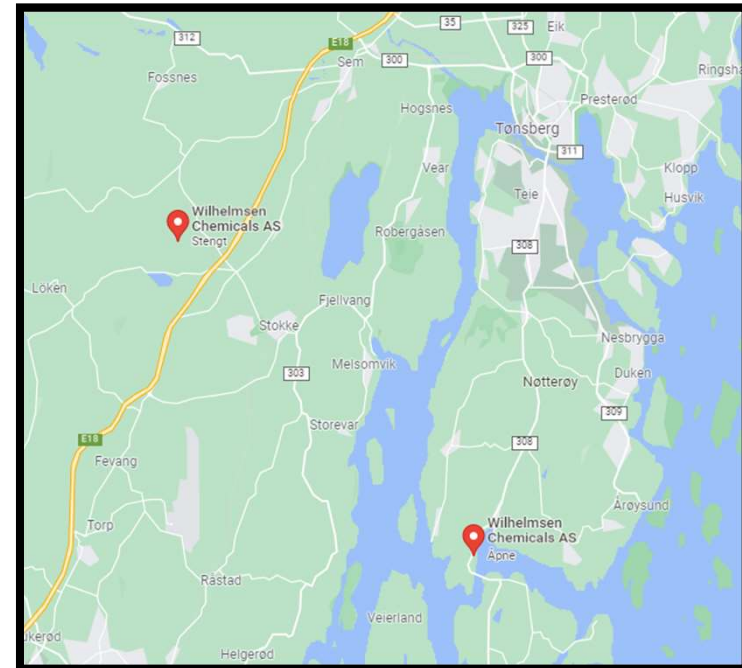 35
325
Eik
312
E18
Sem
300
300
Fossnes
Ringsha
Hogsnes
Presterød
Tønsberg
311
Vear
Klopp
Teie
Husvik
Wilhelmsen
Chemicals AS
Stengt
Robergåsen
308
Løken
Fjellvang
Stokke
Nesbrygga
Melsomvik
303
Duken
Nøtterøy
309
Storevar
E18
308
Fevang
Årøysund
Torp
Wilhelmsen
Chemicals AS
Åpne
Råstad
Veierland
ukerød
Helgerød